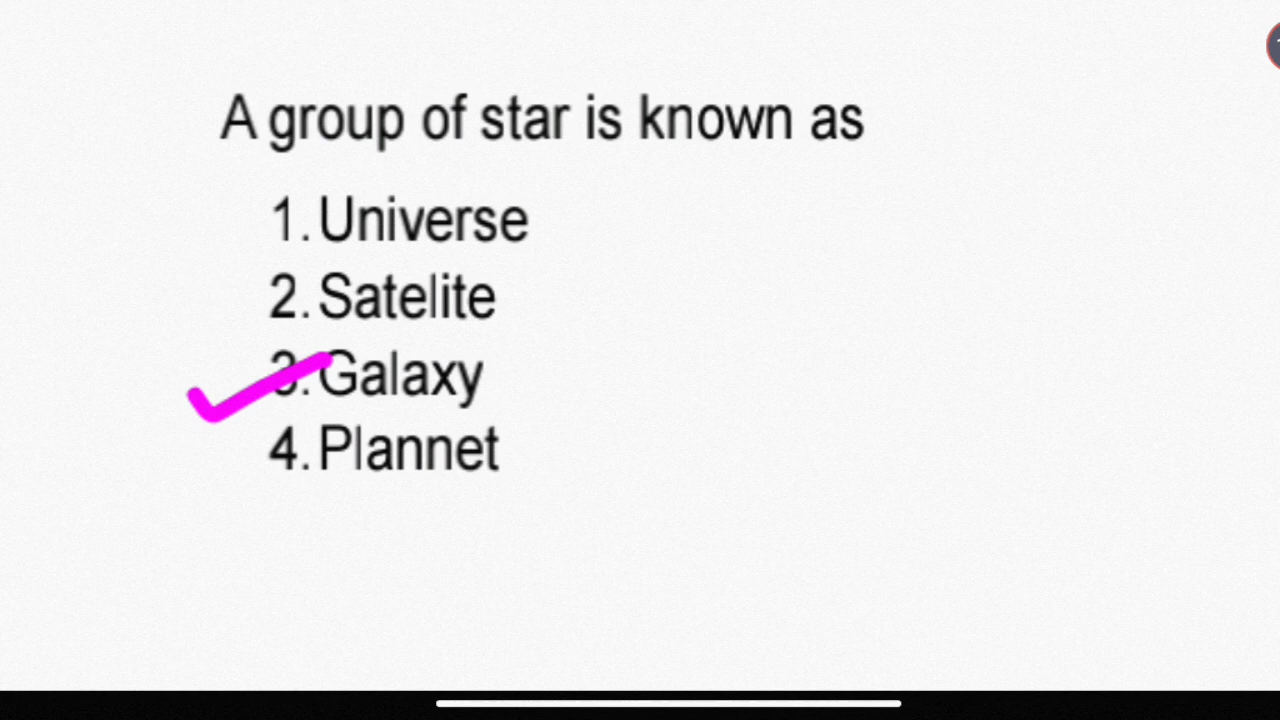 A group of star is known as
1. Universe
2. Satelite
3. Galaxy
4. Plannet